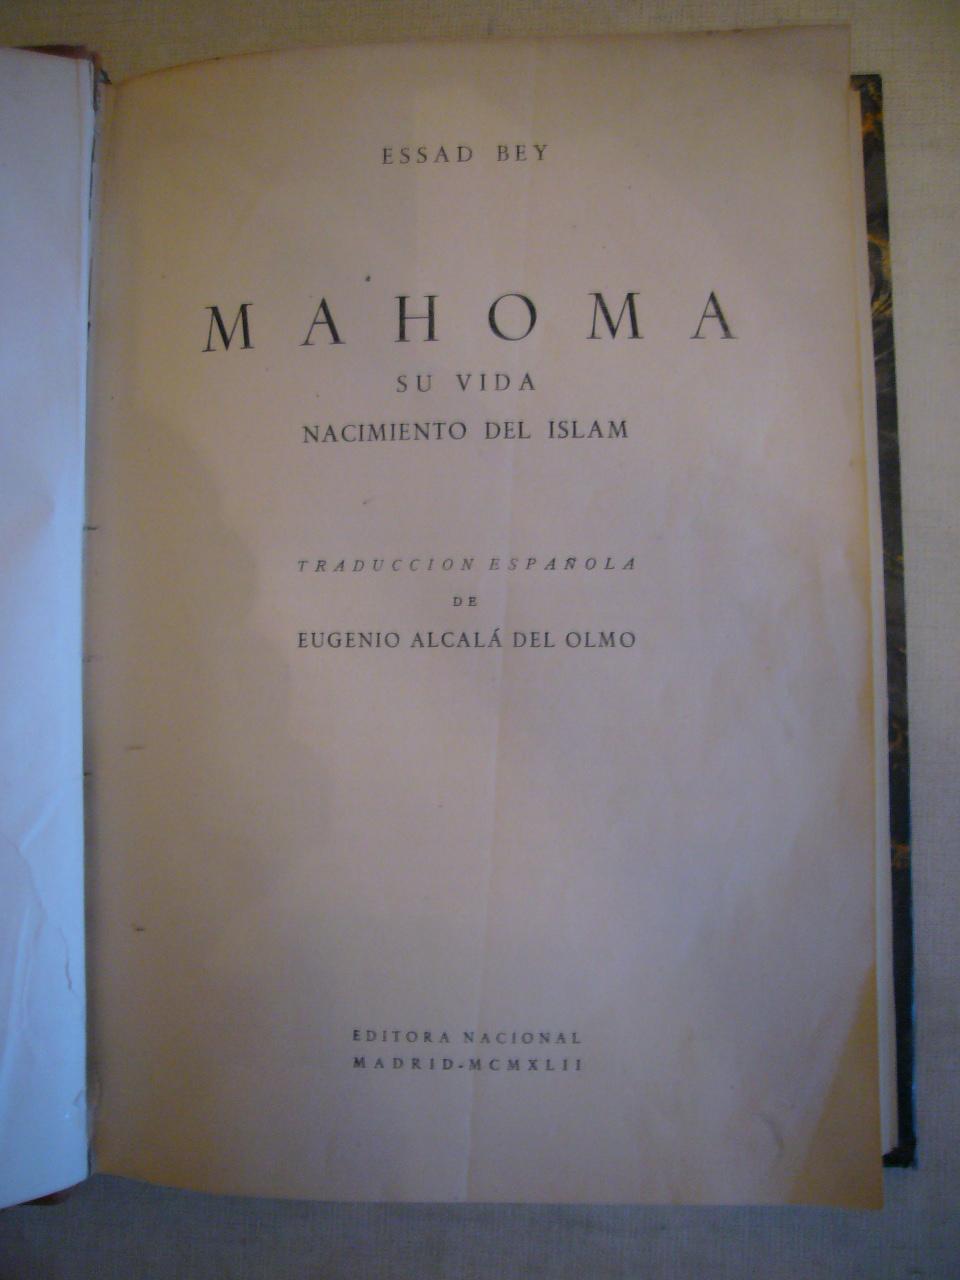 ESSAD BEY
MAHOMA
SU VIDA
NACIMIENTO DEL ISLAM
TRADUCCION ESPAÑOLA
DE
EUGENIO ALCALÁ DEL OLMO
EDITORA NACIONAL
MADRID-MCMXLII